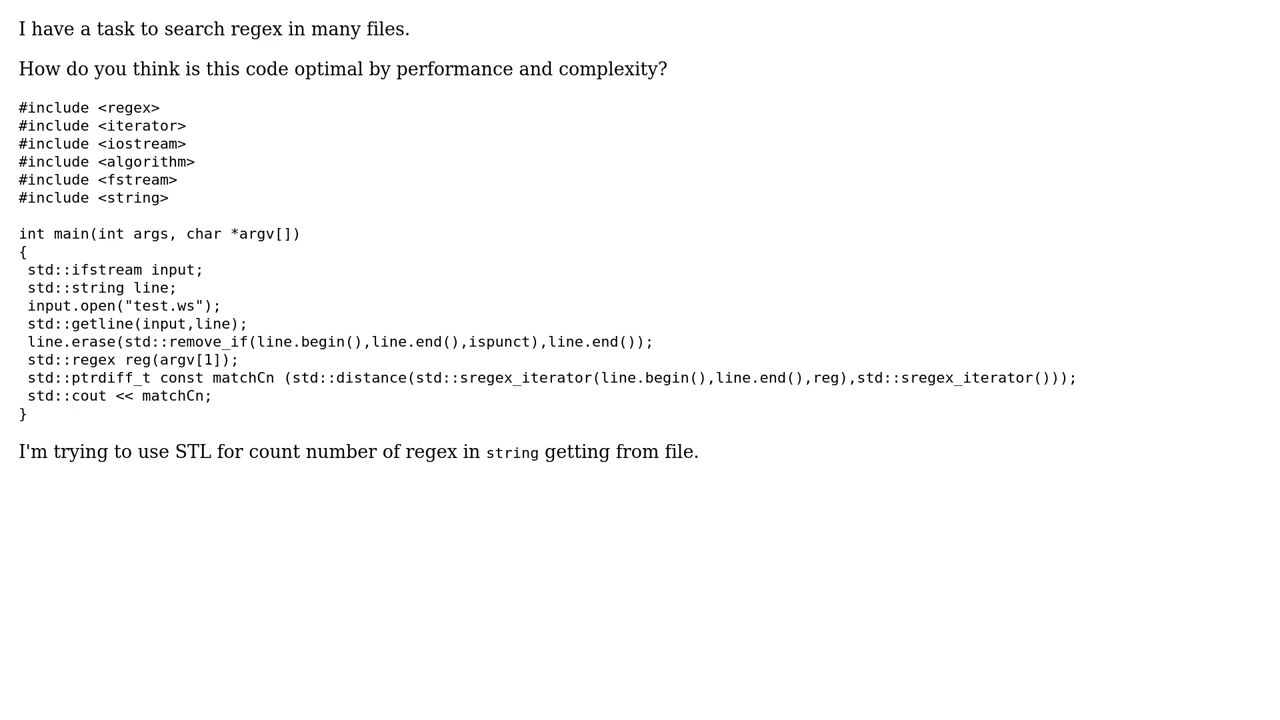 I have a task to search regex in many files.
How do you think is this code optimal by performance and complexity?
#include <regex>
#include <iterator>
#include <iostream>
#include <algorithm>
#include <fstream>
#include <string>
int main(int args, char *argv[])
{
 std::ifstream input;
 std::string line;
 input.open("test.ws");
 std::getline(input,line);
 line.erase(std::remove_if(line.begin(),line.end(),ispunct),line.end());
 std::regex reg(argv[1]);
 std::ptrdiff_t const matchCn (std::distance(std::sregex_iterator(line.begin(),line.end(),reg),std::sregex_iterator()));
 std::cout << matchCn;
}
I'm trying to use STL for count number of regex in string getting from file.